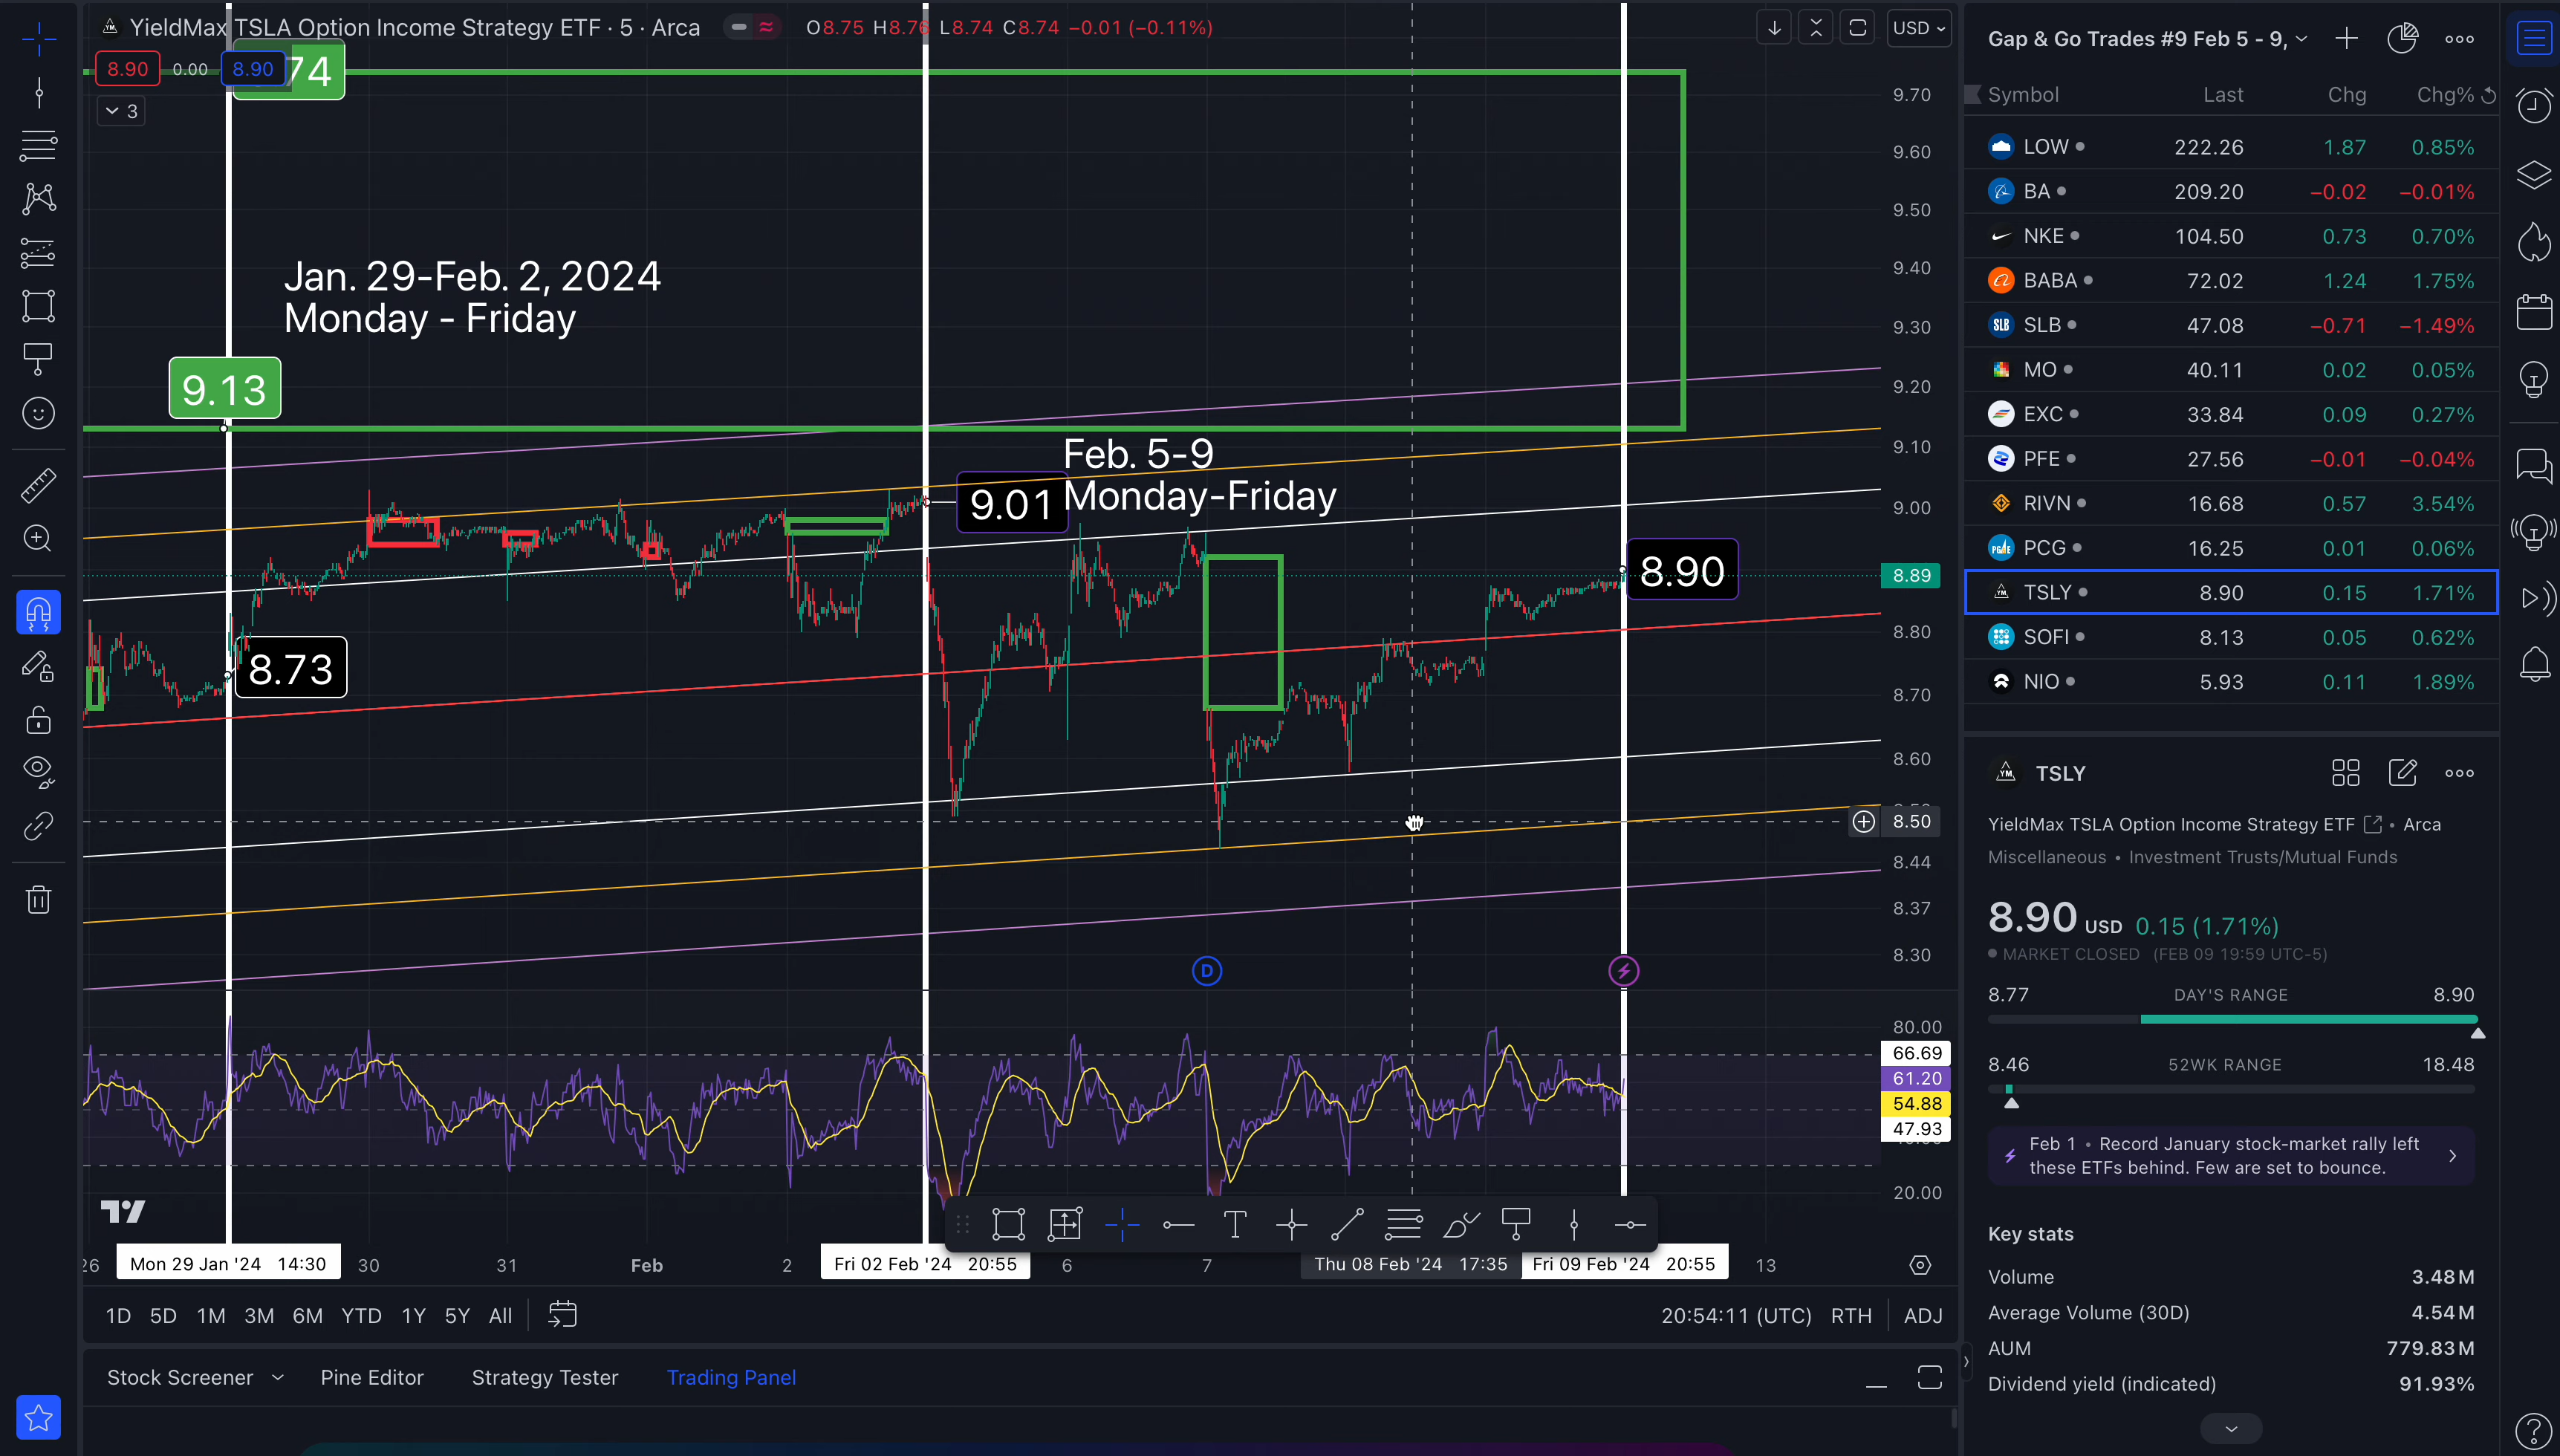 YieldMax TSLA Option Income Strategy ETF · 5 · Arca
O8.75 H8.76 L8.74 C8.74 −0.01 (−0.11%)
USD
8.90 0.00 8.90 74
3
Jan. 29-Feb. 2, 2024
Monday - Friday
9.13
Feb. 5-9
Monday-Friday
9.01
8.90
8.73
9.70
9.60
9.50
9.40
9.30
9.20
9.10
9.00
8.89
8.80
8.70
8.60
8.50
8.44
8.37
8.30
D
80.00
66.69
61.20
54.88
47.93
20.00
26
Mon 29 Jan '24 14:30
30
31
Feb
2
Fri 02 Feb '24 20:55
6
7
Thu 08 Feb '24 17:35
Fri 09 Feb '24 20:55
13
1D 5D 1M 3M 6M YTD 1Y 5Y All
20:54:11 (UTC) RTH ADJ
Stock Screener Pine Editor Strategy Tester Trading Panel
Gap & Go Trades #9 Feb 5 - 9,
Symbol Last Chg Chg%
LOW 222.26 1.87 0.85%
BA 209.20 −0.02 −0.01%
NKE 104.50 0.73 0.70%
BABA 72.02 1.24 1.75%
SLB SLB 47.08 −0.71 −1.49%
MO 40.11 0.02 0.05%
EXC 33.84 0.09 0.27%
PFE 27.56 −0.01 −0.04%
RIVN 16.68 0.57 3.54%
PCG 16.25 0.01 0.06%
YM TSLY 8.90 0.15 1.71%
SOFI 8.13 0.05 0.62%
NIO 5.93 0.11 1.89%
YM TSLY
YieldMax TSLA Option Income Strategy ETF • Arca
Miscellaneous • Investment Trusts/Mutual Funds
8.90 USD 0.15 (1.71%)
MARKET CLOSED (FEB 09 19:59 UTC-5)
8.77 DAY'S RANGE 8.90
8.46 52WK RANGE 18.48
Feb 1 • Record January stock-market rally left
these ETFs behind. Few are set to bounce.
Key stats
Volume 3.48M
Average Volume (30D) 4.54M
AUM 779.83M
Dividend yield (indicated) 91.93%